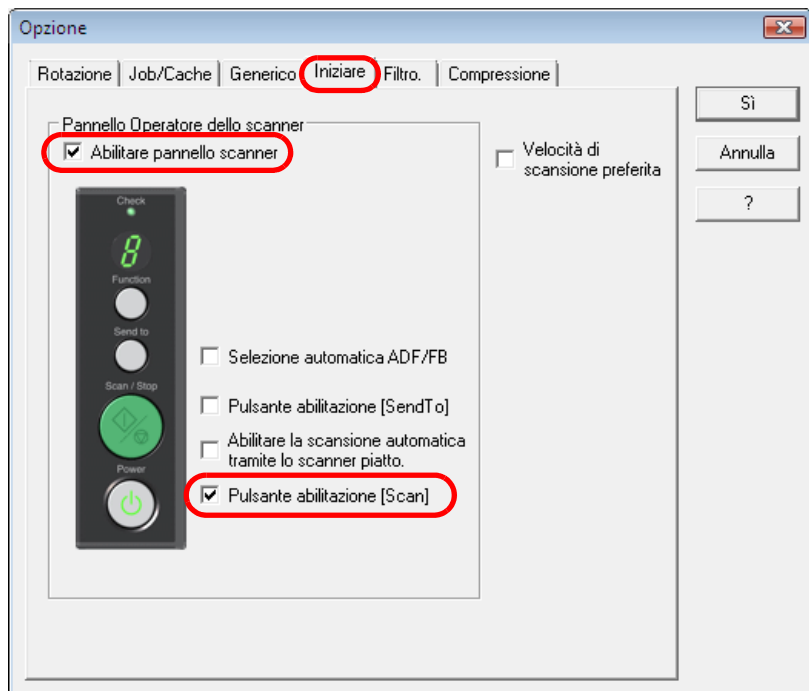 Opzione
Rotazione
Job/Cache
Generico
Iniziare
Filtro.
Compressione
Sì
Annulla
?
Pannello Operatore dello scanner
Abilitare pannello scanner
Velocità di
scansione preferita
Check
8
Function
Send to
Scan / Stop
Power
Selezione automatica ADF/FB
Pulsante abilitazione [SendTo]
Abilitare la scansione automatica
tramite lo scanner piatto.
Pulsante abilitazione [Scan]